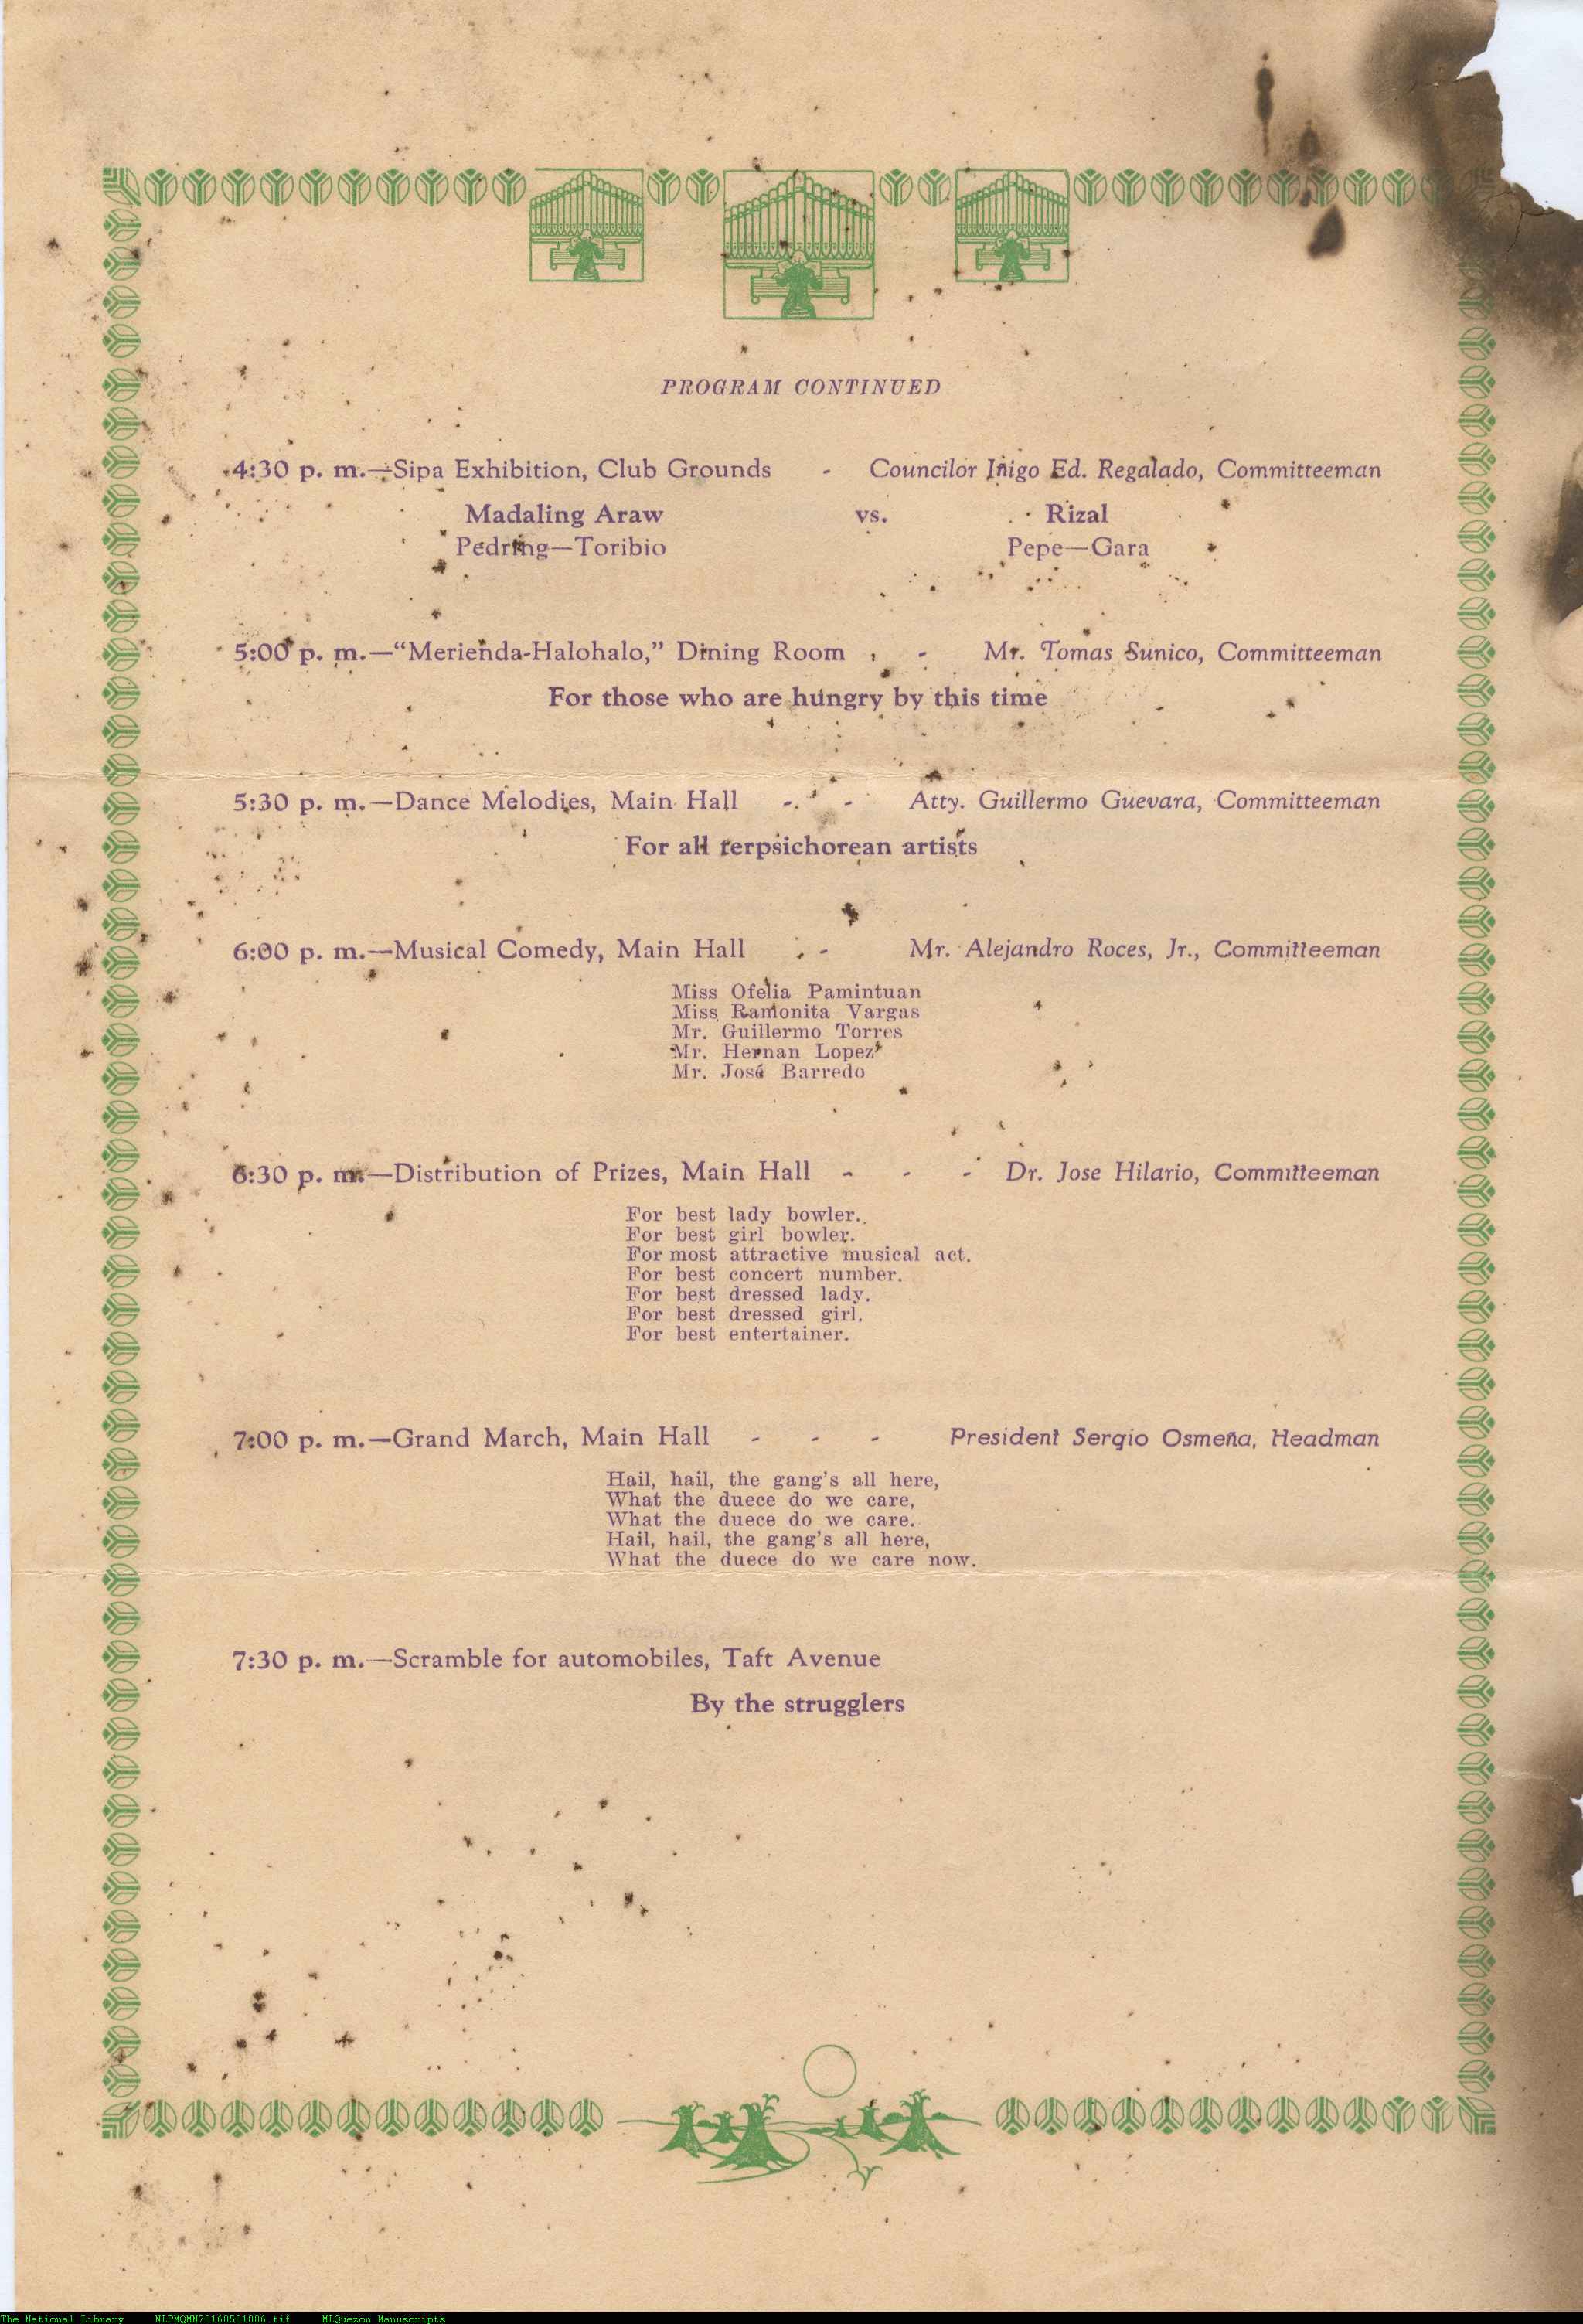 PROGRAM CONTINUED
4:30 p. m.—Sipa Exhibition, Club Grounds - Councilor Iñigo Ed. Regalado, Committeeman
Madaling Araw vs. Rizal
Pedring—Toribio Pepe—Gara
5:00 p. m.—“Merienda-Halohalo,” Dining Room - - Mr. Tomas Sunico, Committeeman
For those who are hungry by this time
5:30 p. m.—Dance Melodies, Main Hall - - Atty. Guillermo Guevara, Committeeman
For all terpsichorean artists
6:00 p. m.—Musical Comedy, Main Hall - - Mr. Alejandro Roces, Jr., Committeeman
Miss Ofelia Pamintuan
Miss Ramonita Vargas
Mr. Guillermo Torres
Mr. Hernan Lopez
Mr. José Barredo
6:30 p. m.—Distribution of Prizes, Main Hall - - - Dr. Jose Hilario, Committeeman
For best lady bowler.
For best girl bowler.
For most attractive musical act.
For best concert number.
For best dressed lady.
For best dressed girl.
For best entertainer.
7:00 p. m.—Grand March, Main Hall - - - President Sergio Osmeña, Headman
Hail, hail, the gang's all here,
What the duece do we care,
What the duece do we care.
Hail, hail, the gang's all here,
What the duece do we care now.
7:30 p. m.—Scramble for automobiles, Taft Avenue
By the strugglers
The National Library NLPMQMN70160501006.tif MLQuezon Manuscripts